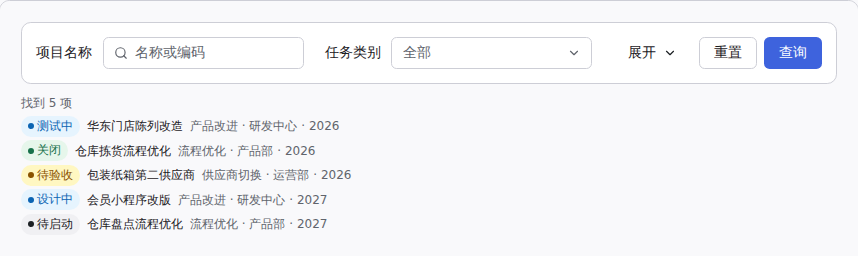 项目名称 名称或编码 任务类别 全部 展开 重置 查询
找到 5 项
测试中 华东门店陈列改造 产品改进 · 研发中心 · 2026
关闭 仓库拣货流程优化 流程优化 · 产品部 · 2026
待验收 包装纸箱第二供应商 供应商切换 · 运营部 · 2026
设计中 会员小程序改版 产品改进 · 研发中心 · 2027
待启动 仓库盘点流程优化 流程优化 · 产品部 · 2027